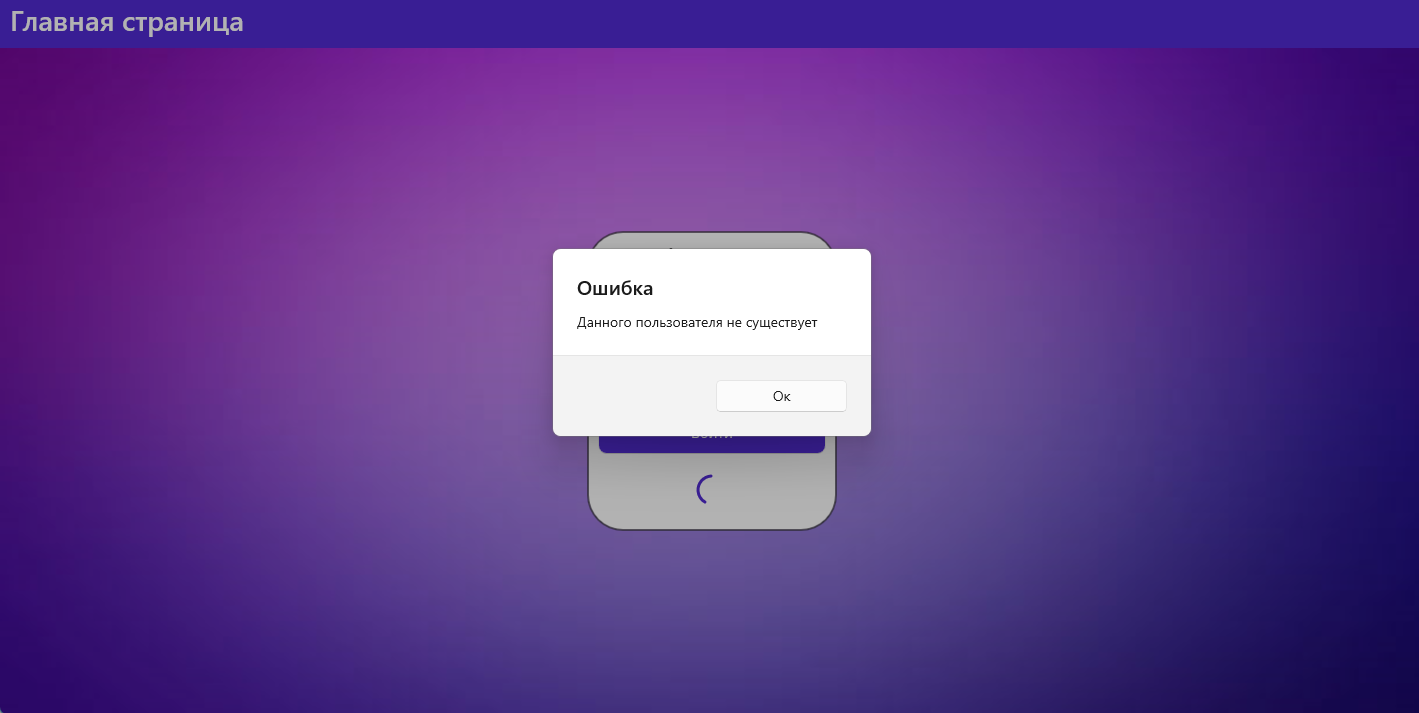 Главная страница
Ошибка
Данного пользователя не существует
Ок